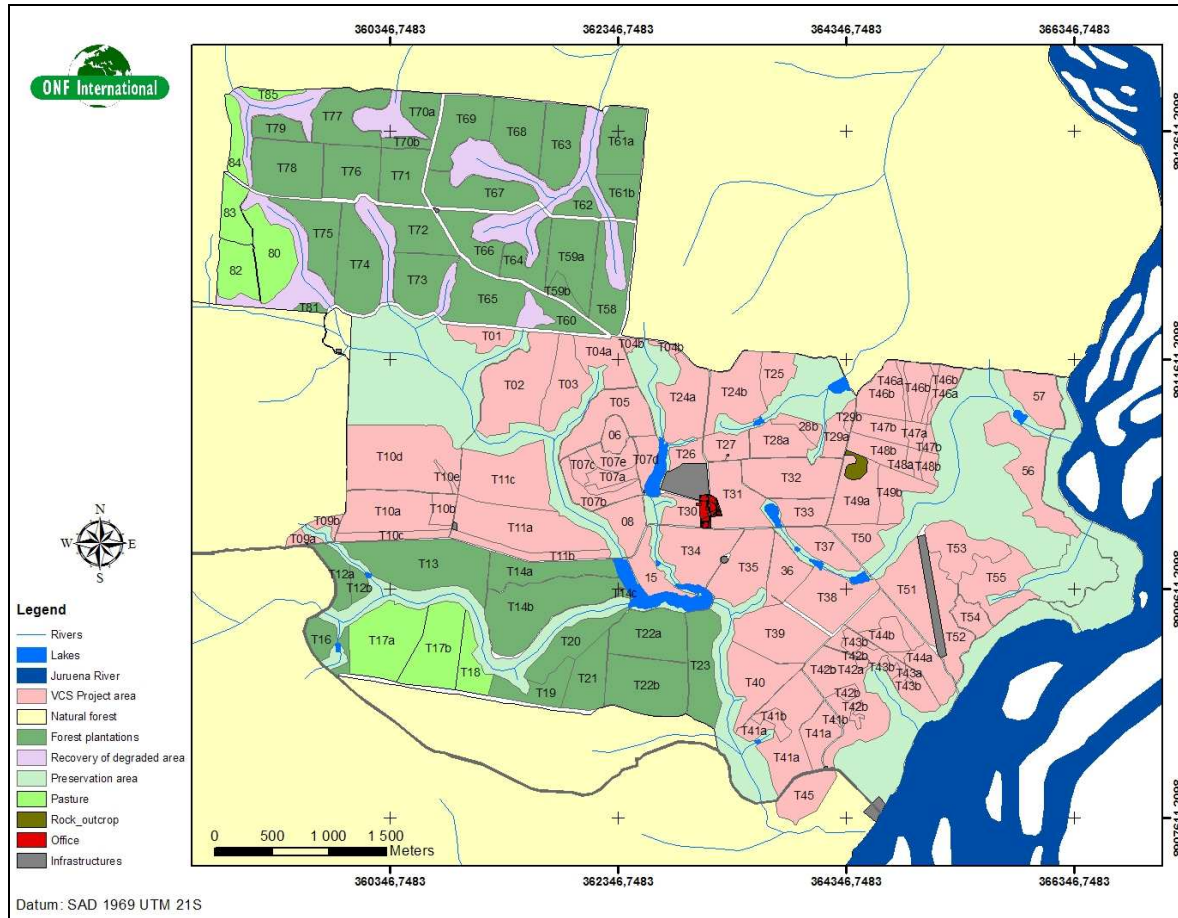 360346,7483 362346,7483 364346,7483 366346,7483
ONF International
T85
T70a
T77 T69 T68 T63 T61a
T79
T70b
84 T78 T76 T71
T67 T61b
T62
83
T75 T72
80 T66 T64 T59a
82 T74
T73 T59b
T65 T58
T81 T60
T01 T04b T04b
T04a
T25
T02 T03 T24b T46a T46b T46b
T05 T24a T46b T46a 57
T29b
06 28b T47b T47a
T07c T07d T27 T28a T29a T47b
T10d T07e T26 T48b
T07a T32 T48a T48b 56
T10e T11c T31
T07b T49a T49b
T10a T10b T30 T33
T09b 08
T11a T50
T09a T10c T34 T37 T53
T11b
T13 T14a 15 T35 36 T55
T12a T51
T12b T14b T14c T38
T54
T16 T17a T20 T22a T39 T44b T52
T17b T43b
T42b T44a
T18 T23 T42b T42a T43b T43a
T21 T22b T40 T43b
T19 T42b
T41b T42b
T41b
T41a T41a
T41a
T45
N
W E
S
Legend
Rivers
Lakes
Juruena River
VCS Project area
Natural forest
Forest plantations
Recovery of degraded area
Preservation area
Pasture
Rock_outcrop
Office
Infrastructures
0 500 1 000 1 500
Meters
360346,7483 362346,7483 364346,7483 366346,7483
Datum: SAD 1969 UTM 21S